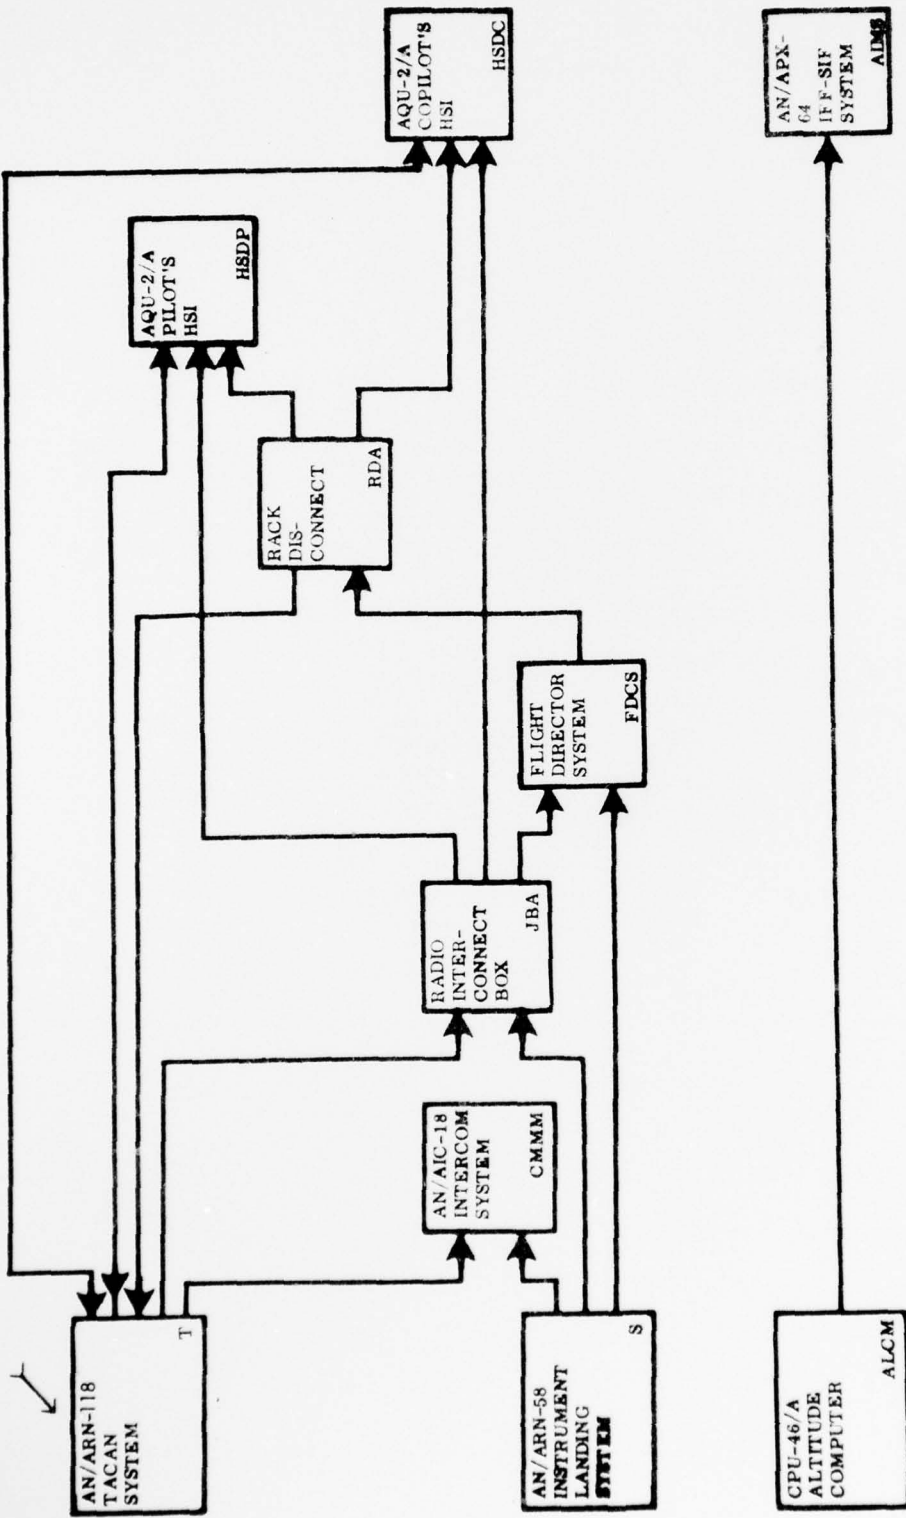 AN/ARN-118
TACAN
SYSTEM
T
AN/ARN-58
INSTRUMENT
LANDING
SYSTEM
S
CPU-46/A
ALTITUDE
COMPUTER
ALCM
AN/AIC-18
INTERCOM
SYSTEM
CMMM
RADIO
INTER-
CONNECT
BOX
JBA
FLIGHT
DIRECTOR
SYSTEM
FDCS
RACK
DIS-
CONNECT
RDA
AQU-2/A
PILOT'S
HSI
HSDP
AQU-2/A
COPILOT'S
HSI
HSDC
AN/APX-
64
IFF-SIF
SYSTEM